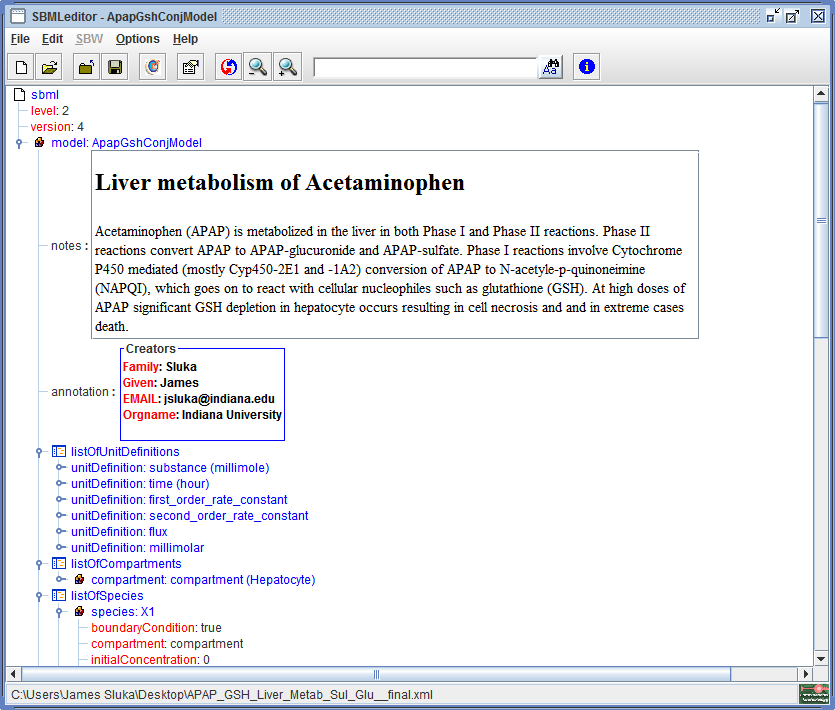 SBMLeditor - ApapGshConjModel
File Edit SBW Options Help
Aa
sbml
level: 2
version: 4
model: ApapGshConjModel
Liver metabolism of Acetaminophen
notes :
Acetaminophen (APAP) is metabolized in the liver in both Phase I and Phase II reactions. Phase II
reactions convert APAP to APAP-glucuronide and APAP-sulfate. Phase I reactions involve Cytochrome
P450 mediated (mostly Cyp450-2E1 and -1A2) conversion of APAP to N-acetyle-p-quinoneimine
(NAPQI), which goes on to react with cellular nucleophiles such as glutathione (GSH). At high doses of
APAP significant GSH depletion in hepatocyte occurs resulting in cell necrosis and and in extreme cases
death.
annotation :
Creators
Family: Sluka
Given: James
EMAIL: jsluka@indiana.edu
Orgname: Indiana University
listOfUnitDefinitions
unitDefinition: substance (millimole)
unitDefinition: time (hour)
unitDefinition: first_order_rate_constant
unitDefinition: second_order_rate_constant
unitDefinition: flux
unitDefinition: millimolar
listOfCompartments
compartment: compartment (Hepatocyte)
listOfSpecies
species: X1
boundaryCondition: true
compartment: compartment
initialConcentration: 0
C:\Users\James Sluka\Desktop\APAP_GSH_Liver_Metab_Sul_Glu__final.xml